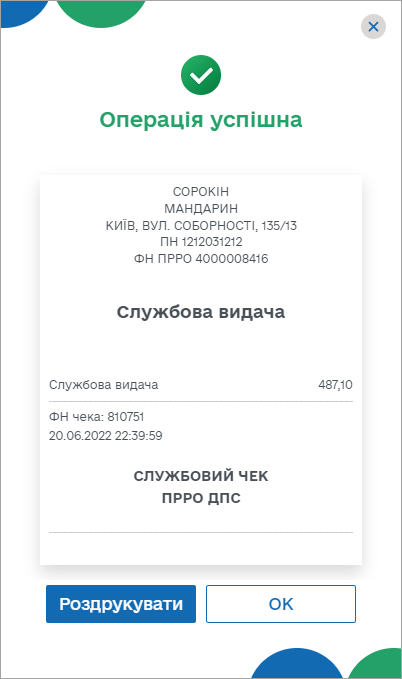 Операція успішна
СОРОКІН
МАНДАРИН
КИЇВ, ВУЛ. СОБОРНОСТІ, 135/13
ПН 1212031212
ФН ПРРО 4000008416
Службова видача
Службова видача 487,10
ФН чека: 810751
20.06.2022 22:39:59
СЛУЖБОВИЙ ЧЕК
ПРРО ДПС
Роздрукувати OK